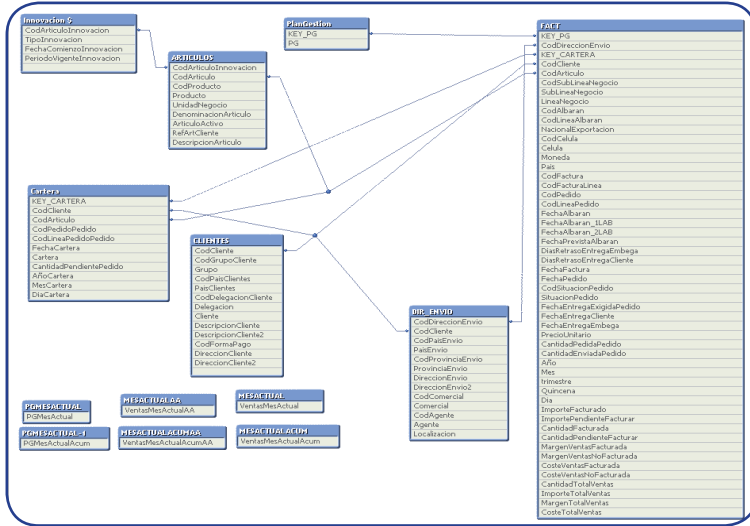 Innovacion $
CodArticuloInnovacion
TipoInnovacion
FechaComienzoInnovacion
PeriodoVigenteInnovacion
ARTICULOS
CodArticuloInnovacion
CodArticulo
CodProducto
Producto
UnidadNegocio
DenominacionArticulo
ArticuloActivo
RefArtCliente
DescripcionArticulo
PlanGestion
KEY_PG
PG
Cartera
KEY_CARTERA
CodCliente
CodArticulo
CodPedidoPedido
CodLineaPedidoPedido
FechaCartera
Cartera
CantidadPendientePedido
AñoCartera
MesCartera
DiaCartera
CLIENTES
CodCliente
CodGrupoCliente
Grupo
CodPaisClientes
PaisClientes
CodDelegacionCliente
Delegacion
Cliente
DescripcionCliente
DescripcionCliente2
CodFormaPago
DireccionCliente
DireccionCliente2
DIR_ENVIO
CodDireccionEnvio
CodCliente
CodPaisEnvio
PaisEnvio
CodProvinciaEnvio
ProvinciaEnvio
DireccionEnvio
DireccionEnvio2
CodComercial
Comercial
CodAgente
Agente
Localizacion
FACT
KEY_PG
CodDireccionEnvio
KEY_CARTERA
CodCliente
CodArticulo
CodSubLineaNegocio
SubLineaNegocio
LineaNegocio
CodAlbaran
CodLineaAlbaran
NacionalExportacion
CodCelula
Celula
Moneda
Pais
CodFactura
CodFacturaLinea
CodPedido
CodLineaPedido
FechaAlbaran
FechaAlbaran_1LAB
FechaAlbaran_2LAB
FechaPrevistaAlbaran
DiasRetrasoEntregaEmbega
DiasRetrasoEntregaCliente
FechaFactura
FechaPedido
CodSituacionPedido
SituacionPedido
FechaEntregaExigidaPedido
FechaEntregaCliente
FechaEntregaEmbega
PrecioUnitario
CantidadPedidaPedido
CantidadEnviadaPedido
Año
Mes
trimestre
Quincena
Dia
ImporteFacturado
ImportePendienteFacturar
CantidadFacturada
CantidadPendienteFacturar
MargenVentasFacturada
MargenVentasNoFacturada
CosteVentasFacturada
CosteVentasNoFacturada
CantidadTotalVentas
ImporteTotalVentas
MargenTotalVentas
CosteTotalVentas
PGMESACTUAL
PGMesActual
MESACTUALAA
VentasMesActualAA
MESACTUAL
VentasMesActual
PGMESACTUAL-1
PGMesActualAcum
MESACTUALACUMAA
VentasMesActualAcumAA
MESACTUALACUM
VentasMesActualAcum